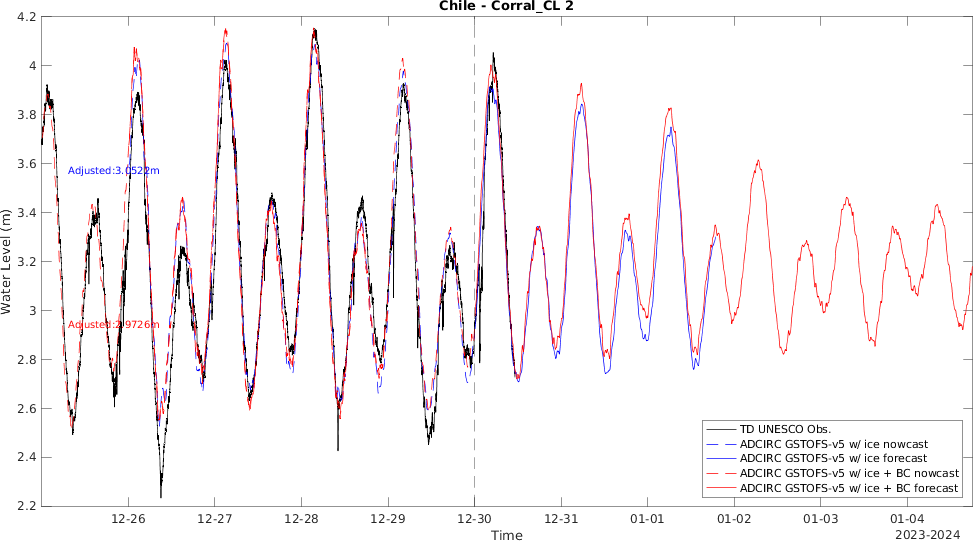 Chile - Corral_CL 2
Water Level (m)
4.2
4
3.8
3.6
3.4
3.2
3
2.8
2.6
2.4
2.2
Adjusted:3.0522m
Adjusted:2.9726m
TD UNESCO Obs.
ADCIRC GSTOFS-v5 w/ ice nowcast
ADCIRC GSTOFS-v5 w/ ice forecast
ADCIRC GSTOFS-v5 w/ ice + BC nowcast
ADCIRC GSTOFS-v5 w/ ice + BC forecast
12-26 12-27 12-28 12-29 12-30 12-31 01-01 01-02 01-03 01-04
Time
2023-2024